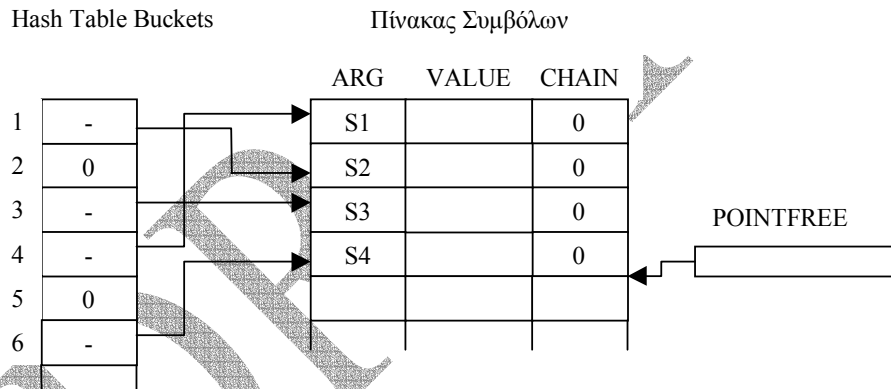 Hash Table Buckets Πίνακας Συμβόλων
ARG VALUE CHAIN
1 - S1 0
2 0 S2 0
3 - S3 0
POINTFREE
4 - S4 0
5 0
6 -